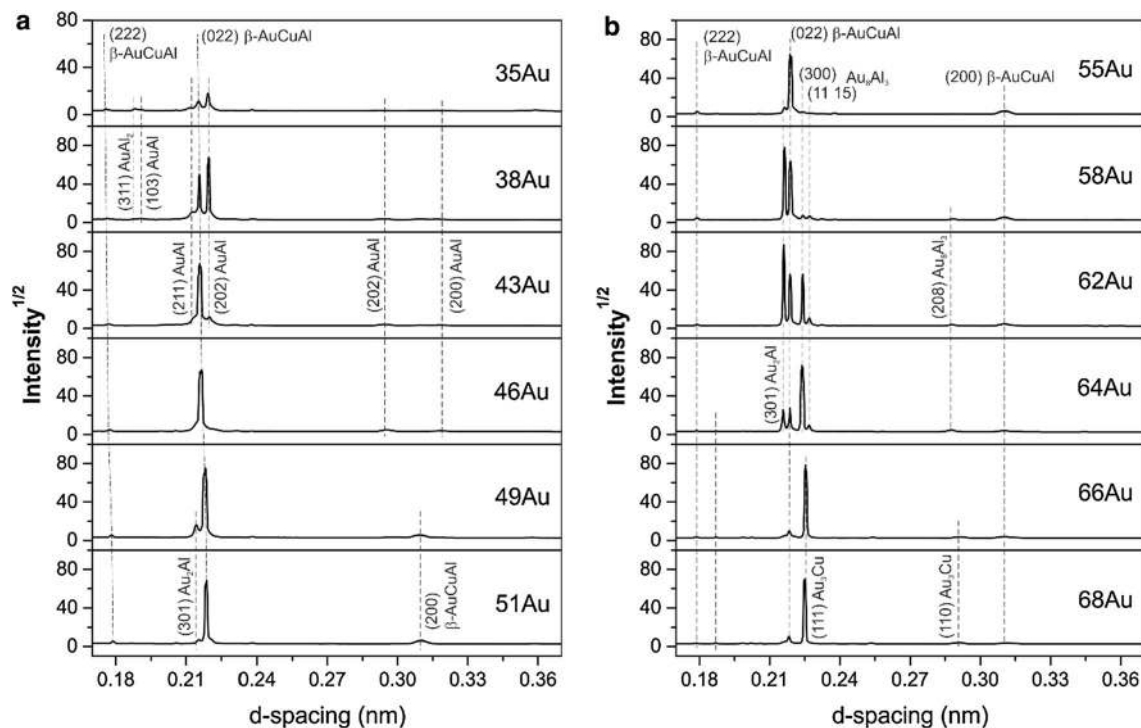 a
80
40
0
(222)
β-AuCuAl
(022) β-AuCuAl
35Au
80
40
0
(311) AuAl₂
(103) AuAl
38Au
80
40
0
(211) AuAl
(202) AuAl
(202) AuAl
(200) AuAl
43Au
80
40
0
46Au
80
40
0
49Au
80
40
0
(301) Au₂Al
(200)
β-AuCuAl
51Au
Intensity^1/2
0.18 0.21 0.24 0.27 0.30 0.33 0.36
d-spacing (nm)
b
80
40
0
(222)
β-AuCuAl
(022) β-AuCuAl
(300) Au₈Al₃
(11 15)
(200) β-AuCuAl
55Au
80
40
0
58Au
80
40
0
(208) Au₈Al₃
62Au
80
40
0
(301) Au₂Al
64Au
80
40
0
66Au
80
40
0
(111) Au₃Cu
(110) Au₃Cu
68Au
Intensity^1/2
0.18 0.21 0.24 0.27 0.30 0.33 0.36
d-spacing (nm)